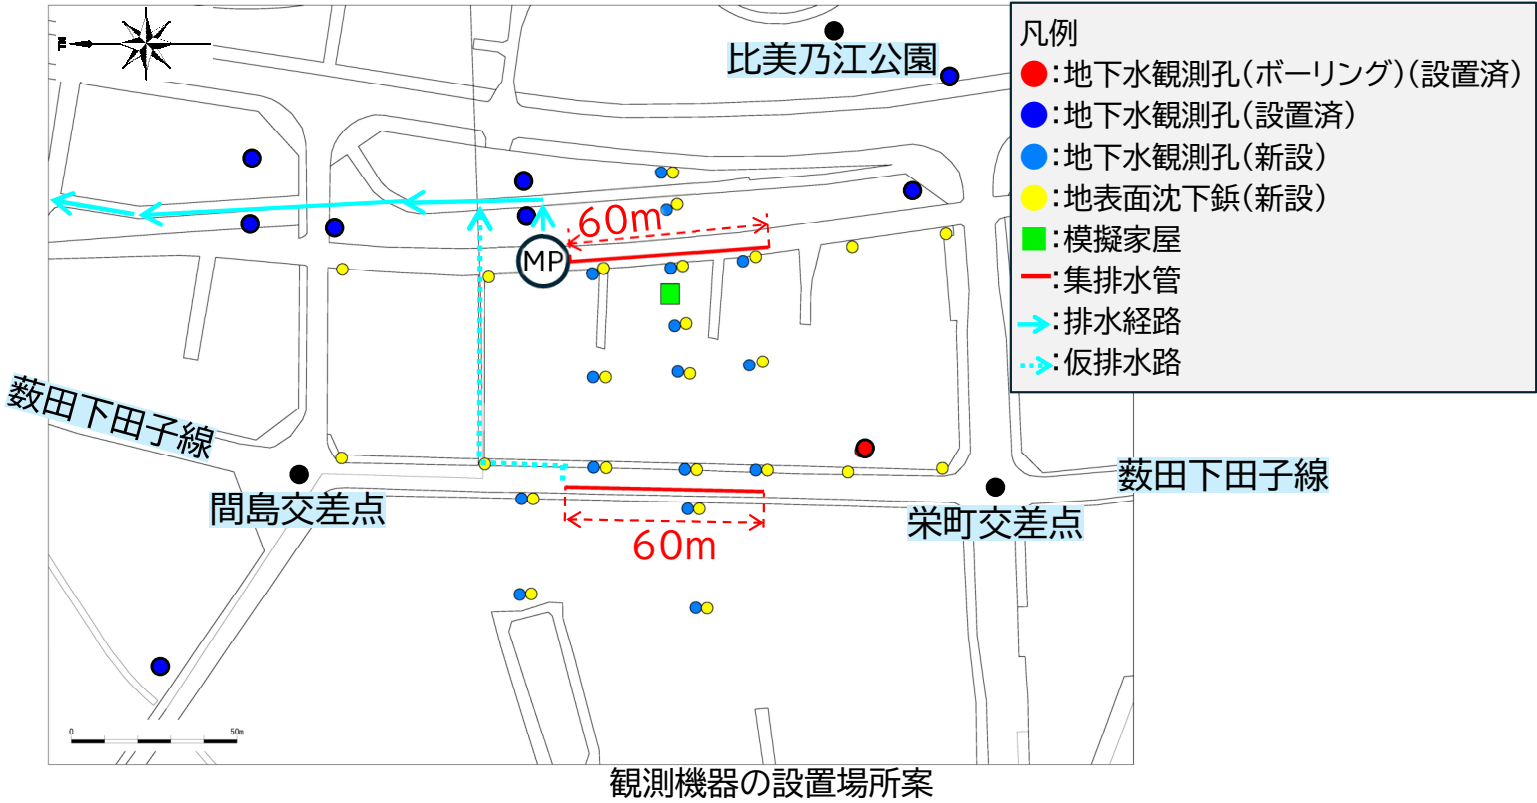 比美乃江公園
凡例
:地下水観測孔(ボーリング)(設置済)
:地下水観測孔(設置済)
:地下水観測孔(新設)
:地表面沈下鋲(新設)
:模擬家屋
:集排水管
:排水経路
:仮排水路
60m
MP
薮田下田子線
間島交差点
薮田下田子線
栄町交差点
60m
0
50m
観測機器の設置場所案